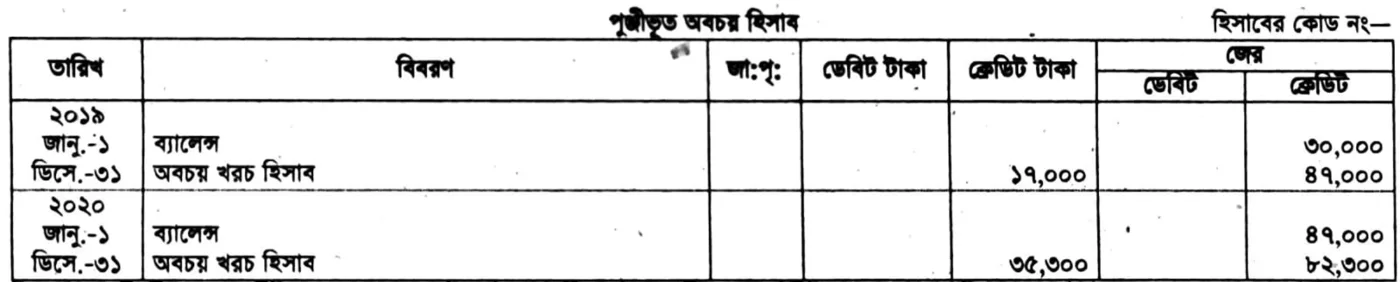 পুঞ্জীভূত অবচয় হিসাব হিসাবের কোড নং—
তারিখ বিবরণ জা:পৃ: ডেবিট টাকা ক্রেডিট টাকা জের
ডেবিট ক্রেডিট
২০১৯
জানু.-১ ব্যালেন্স ৩০,০০০
ডিসে.-৩১ অবচয় খরচ হিসাব ১৭,০০০ ৪৭,০০০
২০২০
জানু.-১ ব্যালেন্স ৪৭,০০০
ডিসে.-৩১ অবচয় খরচ হিসাব ৩৫,৩০০ ৮২,৩০০